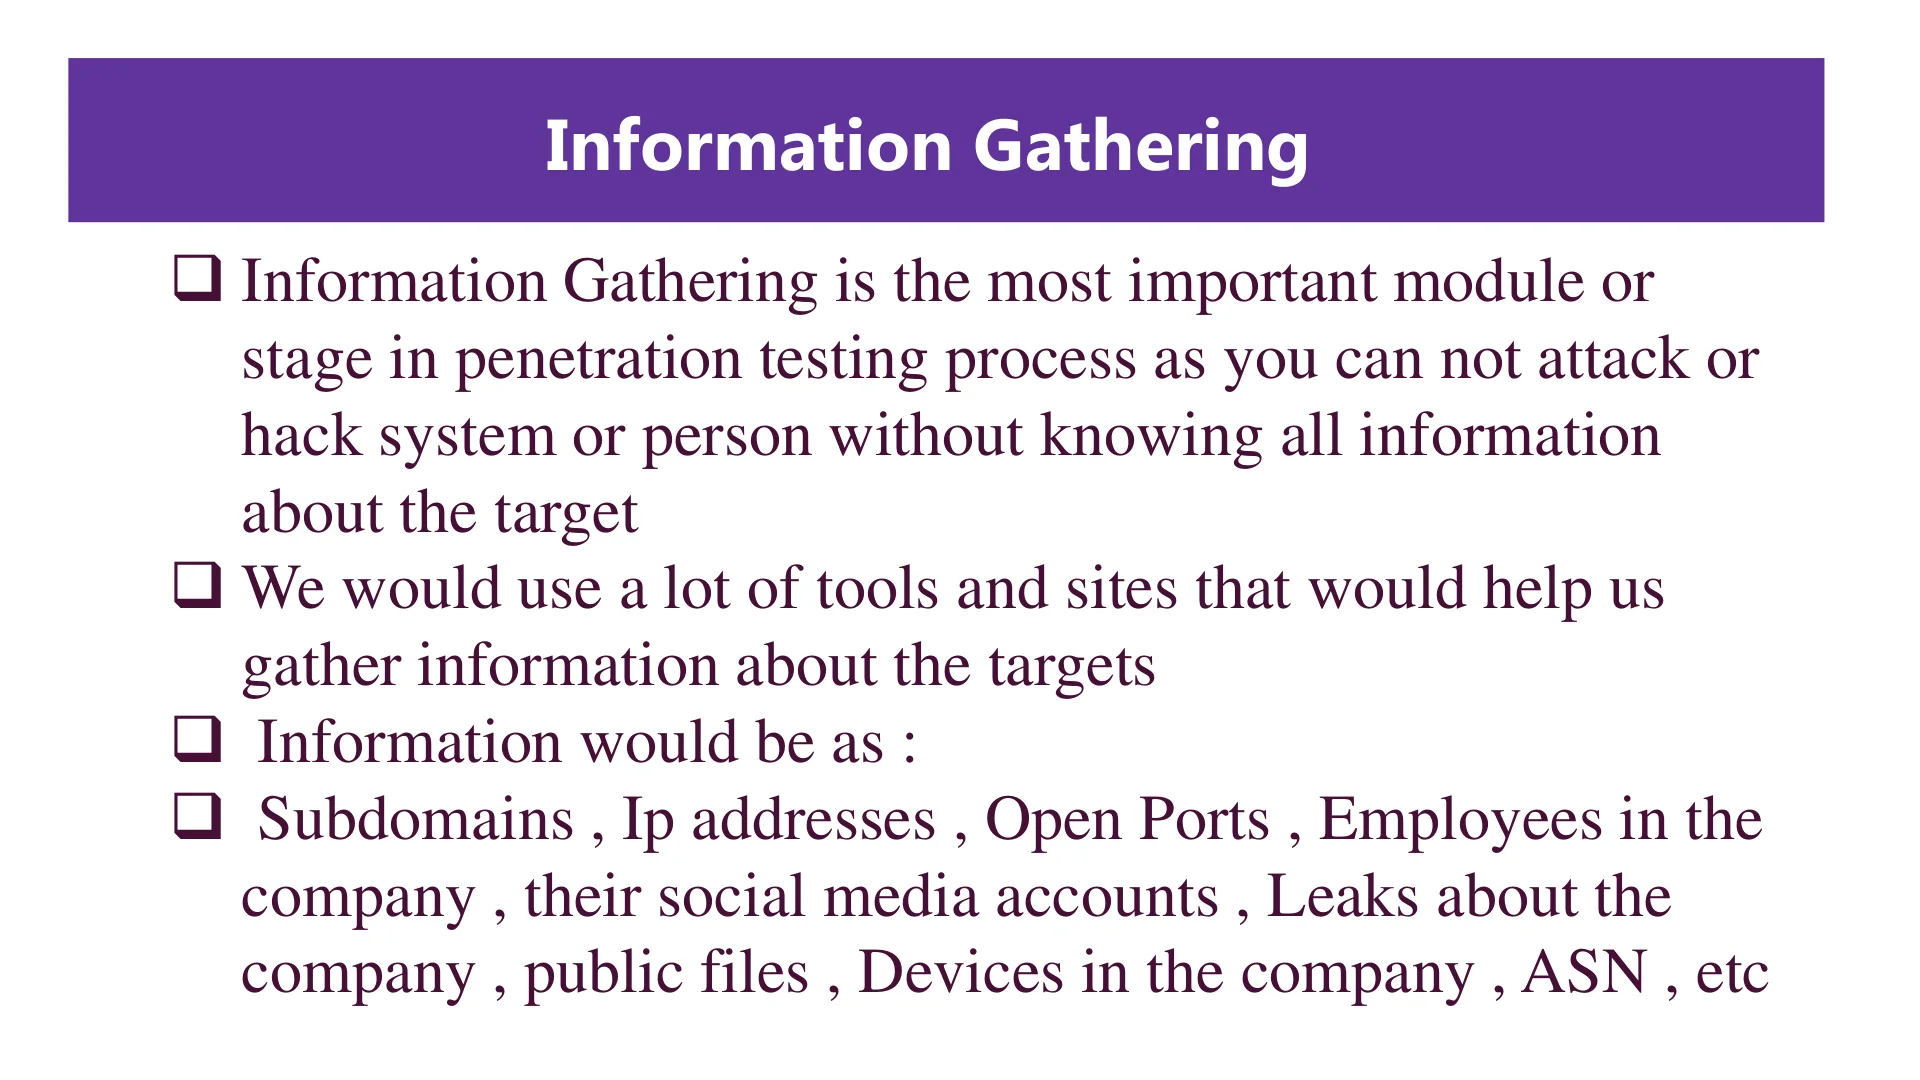 Information Gathering
❑ Information Gathering is the most important module or
stage in penetration testing process as you can not attack or
hack system or person without knowing all information
about the target
❑ We would use a lot of tools and sites that would help us
gather information about the targets
❑ Information would be as :
❑ Subdomains , Ip addresses , Open Ports , Employees in the
company , their social media accounts , Leaks about the
company , public files , Devices in the company , ASN , etc